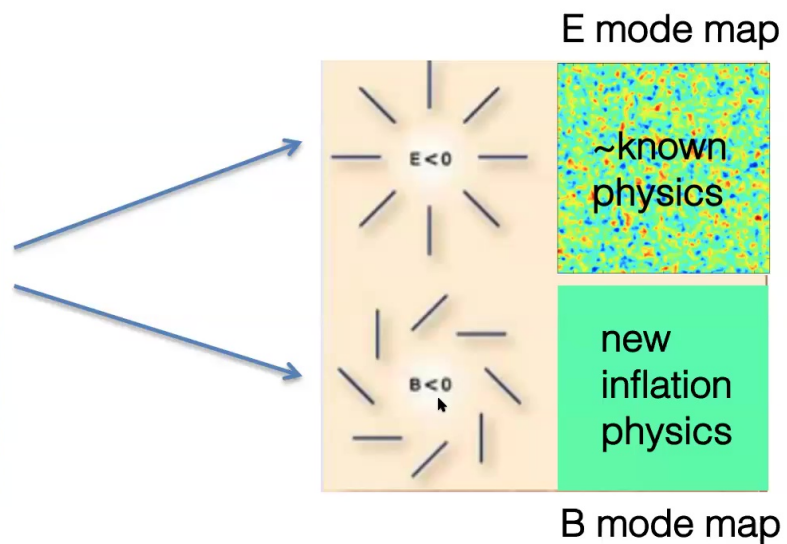 E mode map
E<0
~known
physics
B<0
new
inflation
physics
B mode map